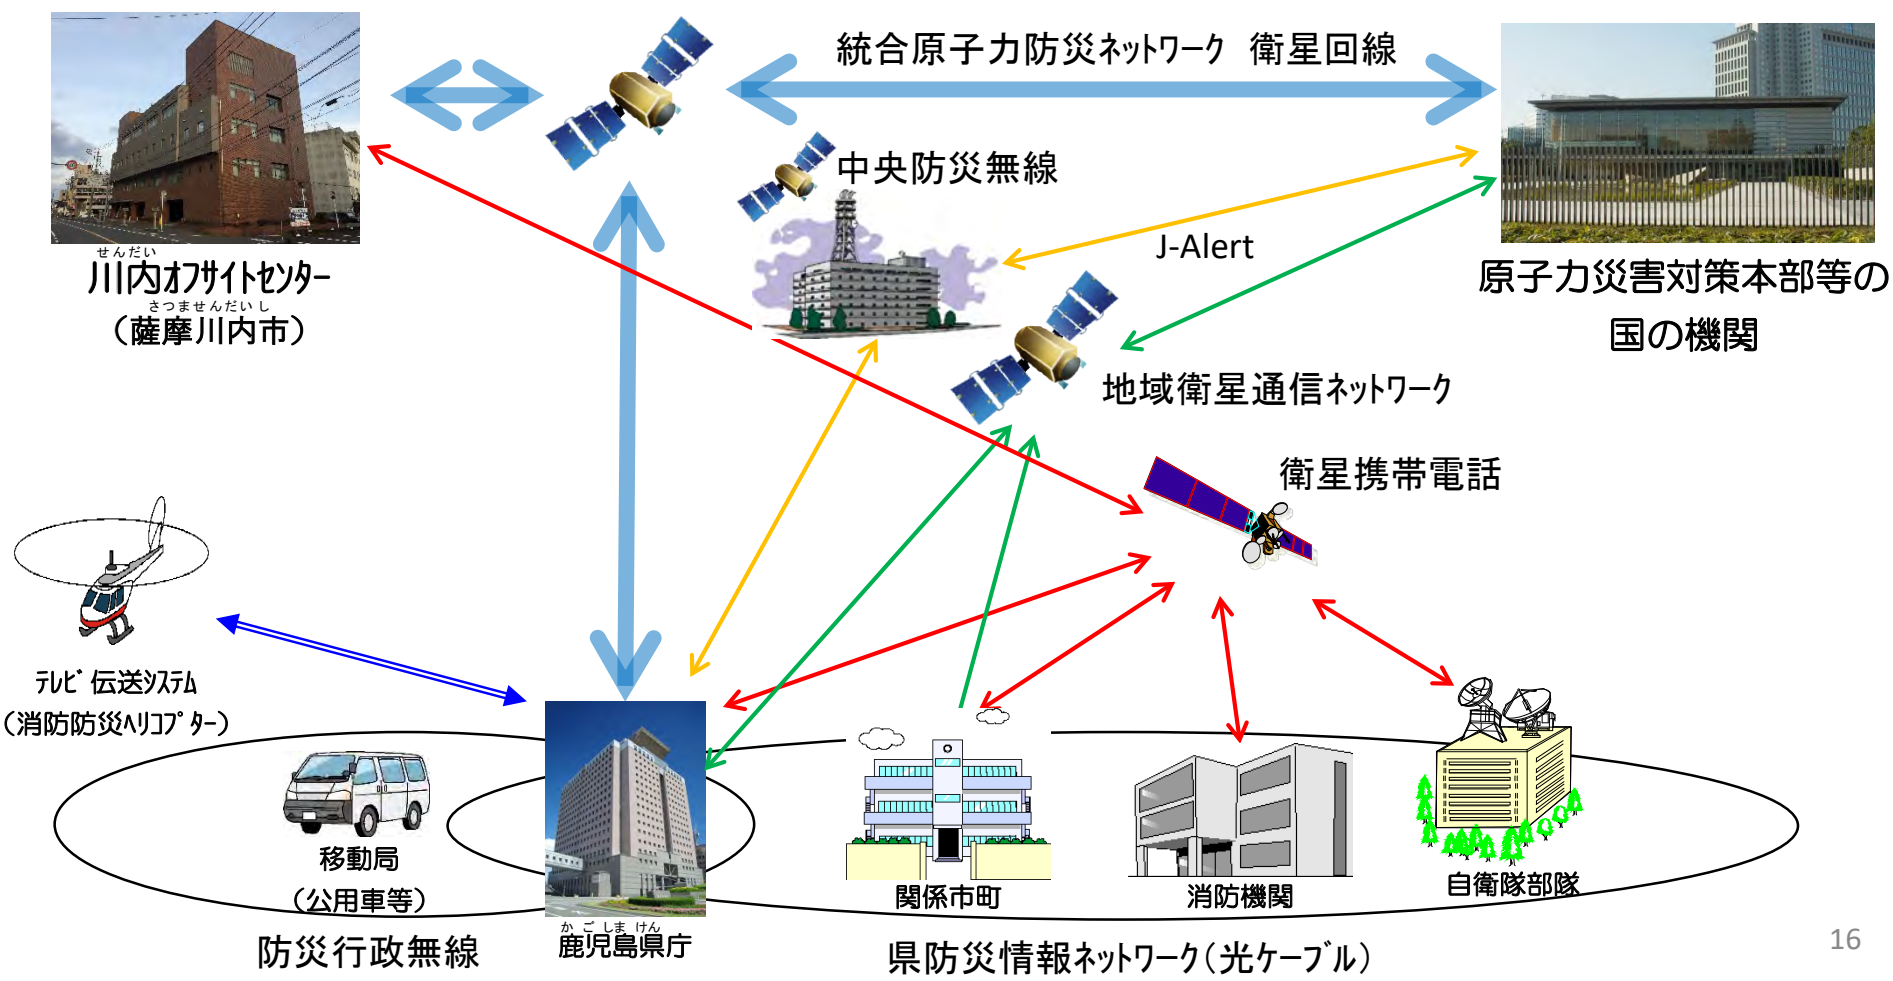 統合原子力防災ネットワーク　衛星回線
中央防災無線
J-Alert
せんだい
川内オフサイトセンター
さつませんだいし
（薩摩川内市）
原子力災害対策本部等の
国の機関
地域衛星通信ネットワーク
衛星携帯電話
テレビ伝送システム
（消防防災ヘリコプター）
移動局
（公用車等）
関係市町
消防機関
自衛隊部隊
かごしまけん
鹿児島県庁
防災行政無線
県防災情報ネットワーク（光ケーブル）
16